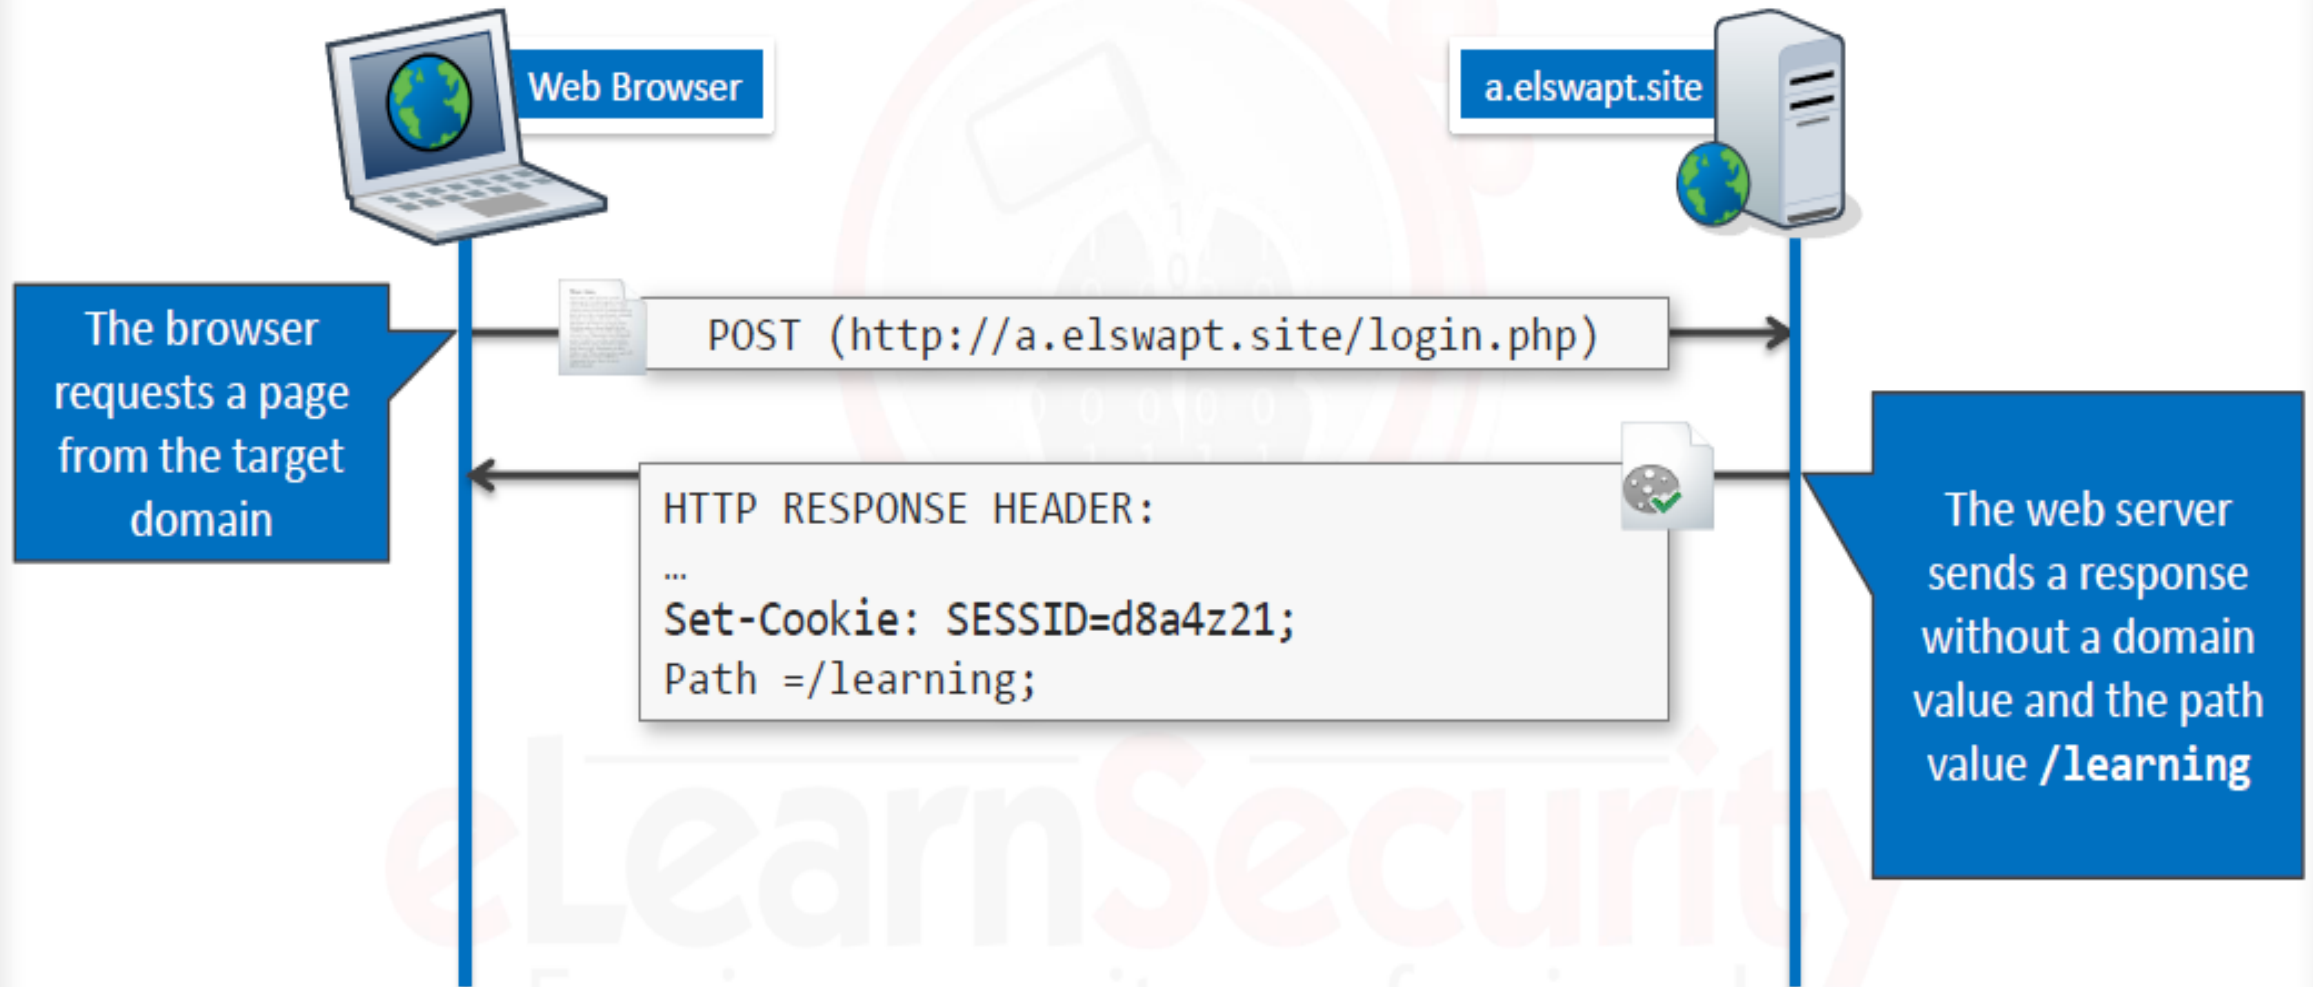 Web Browser
a.elswapt.site
The browser
requests a page
from the target
domain
POST (http://a.elswapt.site/login.php)
HTTP RESPONSE HEADER:
…
Set-Cookie: SESSID=d8a4z21;
Path =/learning;
The web server
sends a response
without a domain
value and the path
value /learning
eLearnSecurity